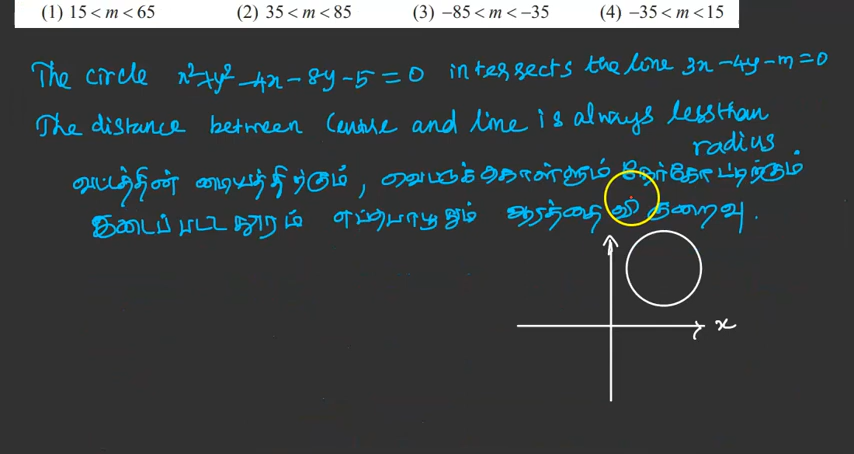 (1) 15 < m < 65 (2) 35 < m < 85 (3) −85 < m < −35 (4) −35 < m < 15
The circle x²+y²-4x-8y-5=0 intersects the line 3x-4y-m=0
The distance between Centre and line is always lessthan
radius
வட்டத்தின் மையத்திற்கும், வெட்டிக்கொள்ளும் நேர்கோட்டிற்கும்
இடைப்பட்ட தூரம் எப்பொழுதும் ஆரத்தை விட குறைவு.
x